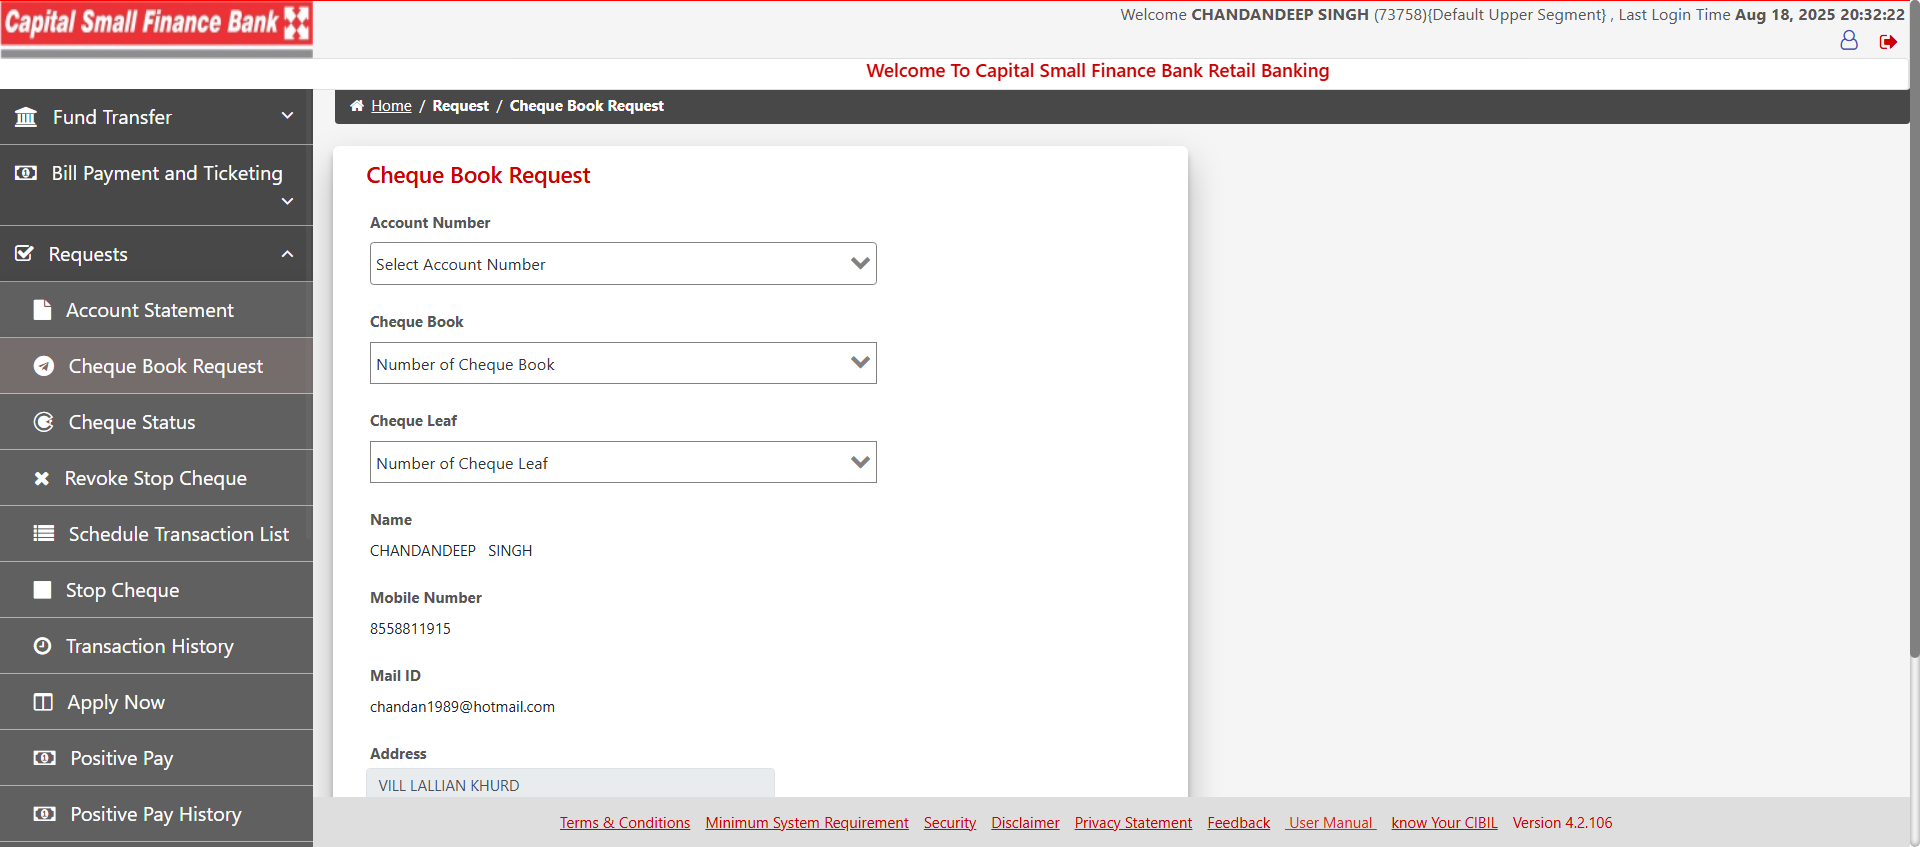 Capital Small Finance Bank
Welcome CHANDANDEEP SINGH (73758){Default Upper Segment} , Last Login Time Aug 18, 2025 20:32:22
Welcome To Capital Small Finance Bank Retail Banking
Fund Transfer
Bill Payment and Ticketing
Requests
Account Statement
Cheque Book Request
Cheque Status
Revoke Stop Cheque
Schedule Transaction List
Stop Cheque
Transaction History
Apply Now
Positive Pay
Positive Pay History
Home / Request / Cheque Book Request
Cheque Book Request
Account Number
Select Account Number
Cheque Book
Number of Cheque Book
Cheque Leaf
Number of Cheque Leaf
Name
CHANDANDEEP SINGH
Mobile Number
8558811915
Mail ID
chandan1989@hotmail.com
Address
VILL LALLIAN KHURD
Terms & Conditions Minimum System Requirement Security Disclaimer Privacy Statement Feedback User Manual know Your CIBIL Version 4.2.106